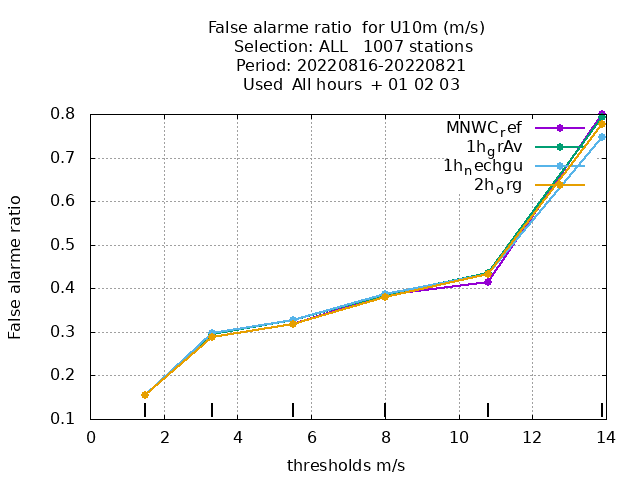 False alarme ratio  for U10m (m/s)
Selection: ALL   1007 stations
Period: 20220816-20220821
Used  All hours  + 01 02 03
MNWC_ref
1h_grAv
1h_nechgu
2h_org
0.8
0.7
0.6
0.5
0.4
0.3
0.2
0.1
False alarme ratio
0 2 4 6 8 10 12 14
thresholds m/s